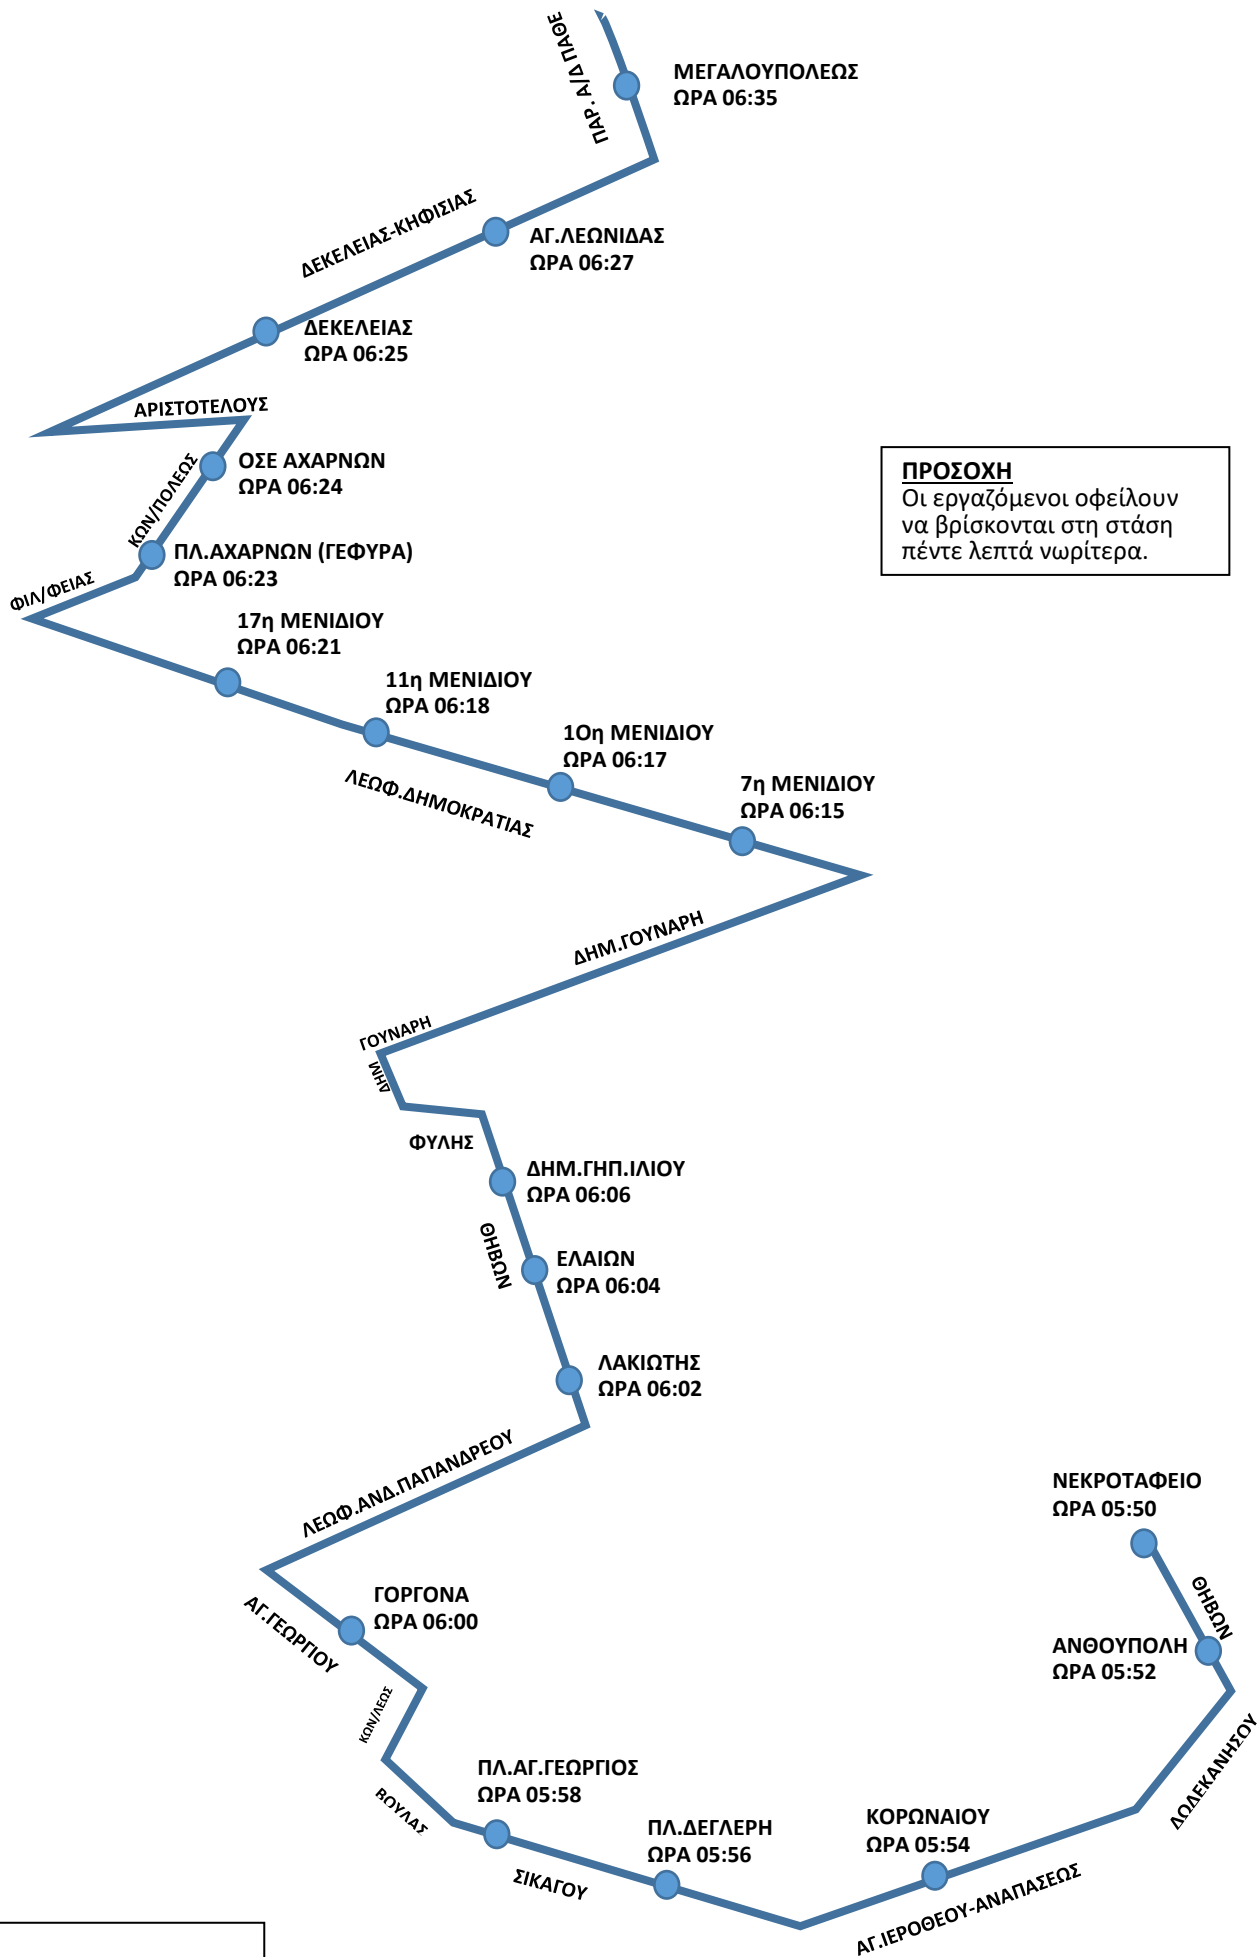 ΠΑΡ. Α/Δ ΠΑΘΕ
ΜΕΓΑΛΟΥΠΟΛΕΩΣ
ΩΡΑ 06:35
ΔΕΚΕΛΕΙΑΣ-ΚΗΦΙΣΙΑΣ
ΑΓ.ΛΕΩΝΙΔΑΣ
ΩΡΑ 06:27
ΔΕΚΕΛΕΙΑΣ
ΩΡΑ 06:25
ΑΡΙΣΤΟΤΕΛΟΥΣ
ΟΣΕ ΑΧΑΡΝΩΝ
ΩΡΑ 06:24
ΚΩΝ/ΠΟΛΕΩΣ
ΠΡΟΣΟΧΗ
Οι εργαζόμενοι οφείλουν
να βρίσκονται στη στάση
πέντε λεπτά νωρίτερα.
ΠΛ.ΑΧΑΡΝΩΝ (ΓΕΦΥΡΑ)
ΩΡΑ 06:23
ΦΙΛ/ΦΕΙΑΣ
17η ΜΕΝΙΔΙΟΥ
ΩΡΑ 06:21
11η ΜΕΝΙΔΙΟΥ
ΩΡΑ 06:18
1Οη ΜΕΝΙΔΙΟΥ
ΩΡΑ 06:17
7η ΜΕΝΙΔΙΟΥ
ΩΡΑ 06:15
ΛΕΩΦ.ΔΗΜΟΚΡΑΤΙΑΣ
ΔΗΜ.ΓΟΥΝΑΡΗ
ΓΟΥΝΑΡΗ
ΔΗΜ
ΦΥΛΗΣ
ΔΗΜ.ΓΗΠ.ΙΛΙΟΥ
ΩΡΑ 06:06
ΘΗΒΩΝ
ΕΛΑΙΩΝ
ΩΡΑ 06:04
ΛΑΚΙΩΤΗΣ
ΩΡΑ 06:02
ΛΕΩΦ.ΑΝΔ.ΠΑΠΑΝΔΡΕΟΥ
ΝΕΚΡΟΤΑΦΕΙΟ
ΩΡΑ 05:50
ΘΗΒΩΝ
ΓΟΡΓΟΝΑ
ΩΡΑ 06:00
ΑΓ.ΓΕΩΡΓΙΟΥ
ΑΝΘΟΥΠΟΛΗ
ΩΡΑ 05:52
ΚΩΝ/ΛΕΩΣ
ΔΩΔΕΚΑΝΗΣΟΥ
ΠΛ.ΑΓ.ΓΕΩΡΓΙΟΣ
ΩΡΑ 05:58
ΒΟΥΛΑΣ
ΠΛ.ΔΕΓΛΕΡΗ
ΩΡΑ 05:56
ΚΟΡΩΝΑΙΟΥ
ΩΡΑ 05:54
ΣΙΚΑΓΟΥ
ΑΓ.ΙΕΡΟΘΕΟΥ-ΑΝΑΠΑΣΕΩΣ